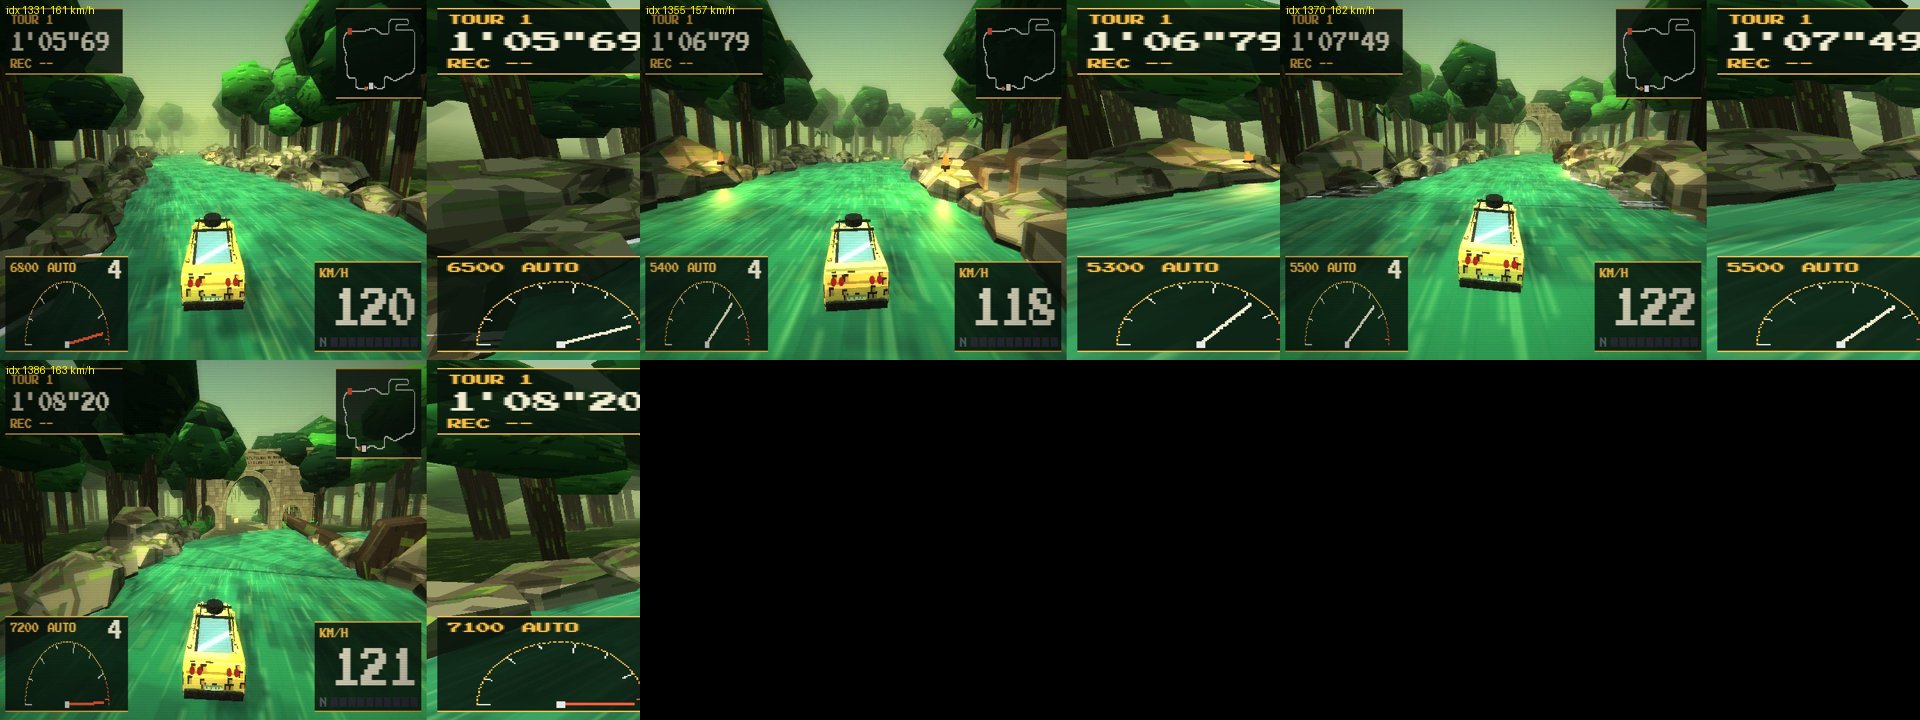 idx 1331 161 km/h
TOUR 1
1'05"69
REC --
6800 AUTO 4
KM/H
120
N
TOUR 1
1'05"69
REC --
6500 AUTO
idx 1355 157 km/h
TOUR 1
1'06"79
REC --
5400 AUTO 4
KM/H
118
N
TOUR 1
1'06"79
REC --
5300 AUTO
idx 1370 162 km/h
TOUR 1
1'07"49
REC --
5500 AUTO 4
KM/H
122
N
TOUR 1
1'07"49
REC --
5500 AUTO
idx 1386 163 km/h
TOUR 1
1'08"20
REC --
7200 AUTO 4
KM/H
121
N
TOUR 1
1'08"20
REC --
7100 AUTO